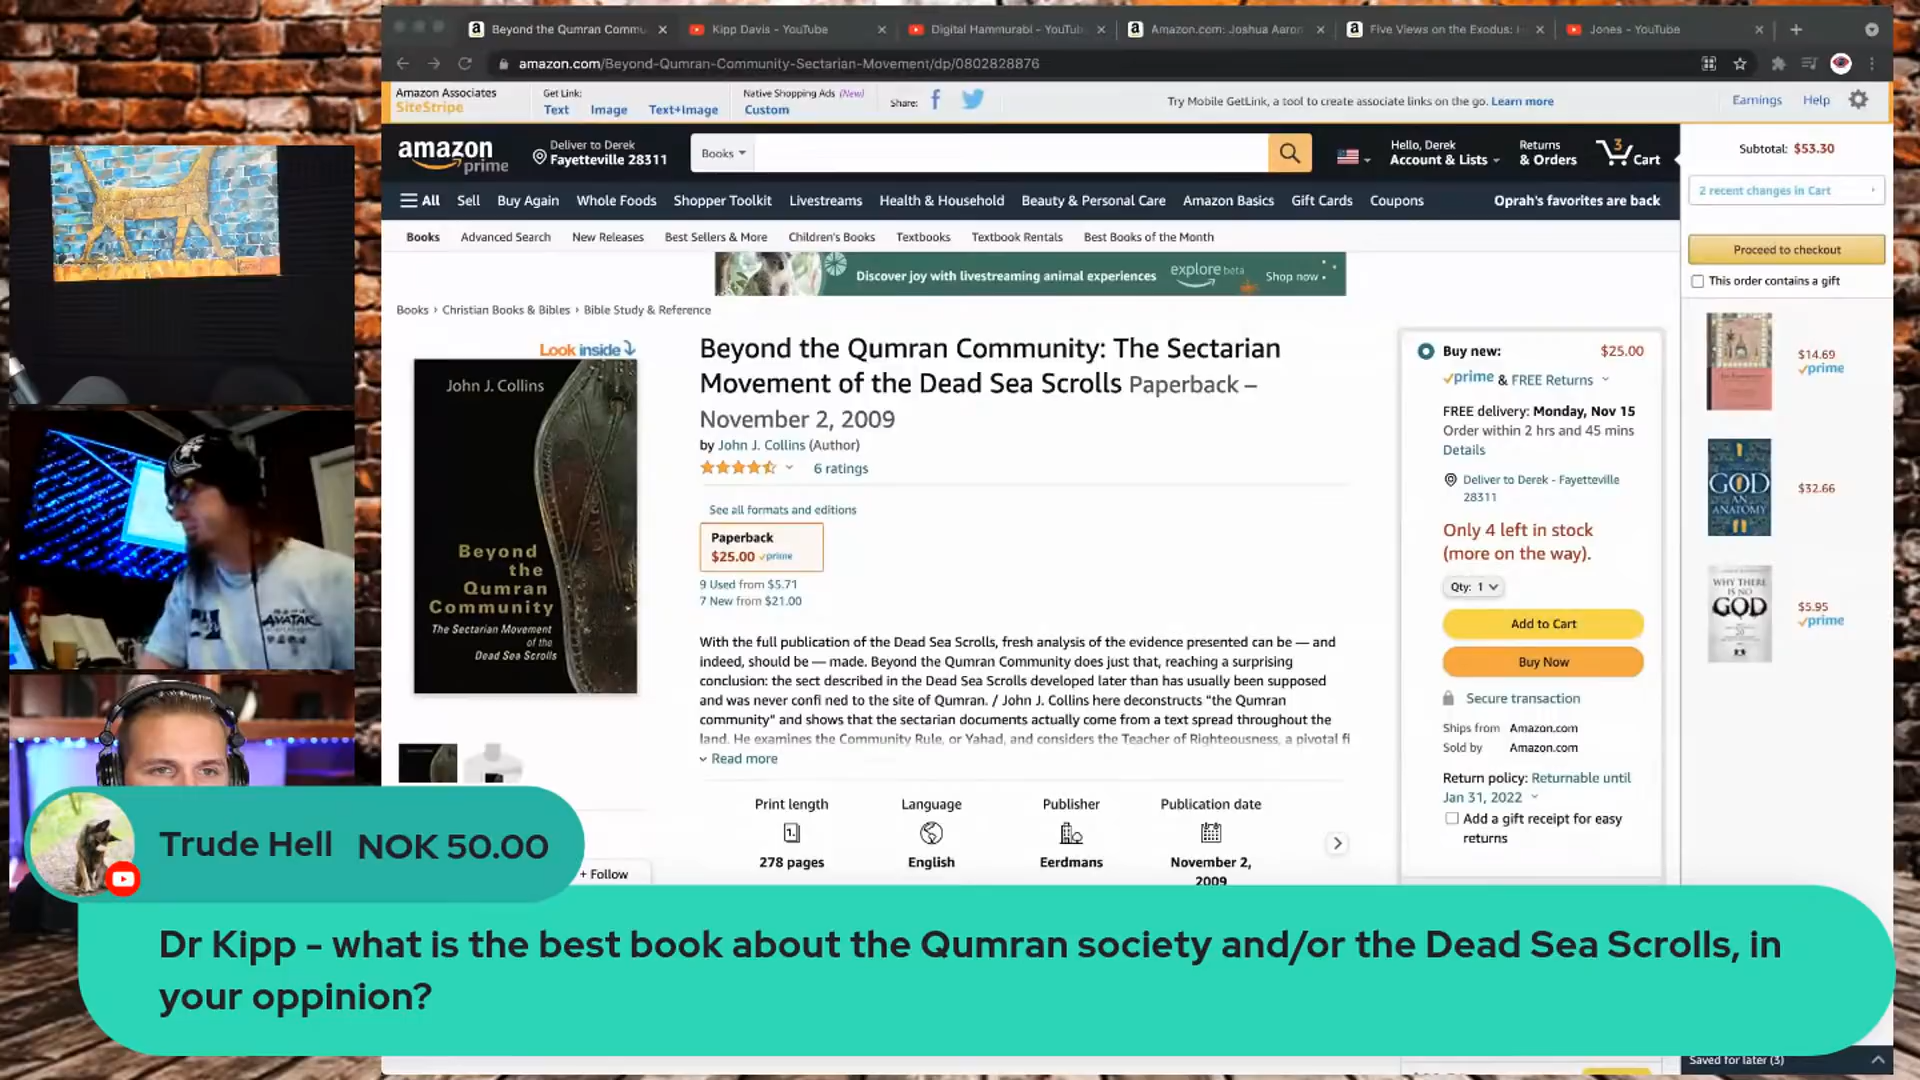 Beyond the Qumran Commu
Kipp Davis - YouTube
Digital Hammurabi - YouTub
Amazon.com: Joshua Aaron
Five Views on the Exodus: H
Jones - YouTube
amazon.com/Beyond-Qumran-Community-Sectarian-Movement/dp/0802828876
Amazon Associates
SiteStripe
Get Link:
Text Image Text+Image
Native Shopping Ads (New)
Custom
Share:
Try Mobile GetLink, a tool to create associate links on the go. Learn more
Earnings Help
amazon
prime
Deliver to Derek
Fayetteville 28311
Books
Hello, Derek
Account & Lists
Returns
& Orders
3
Cart
All Sell Buy Again Whole Foods Shopper Toolkit Livestreams Health & Household Beauty & Personal Care Amazon Basics Gift Cards Coupons
Oprah's favorites are back
Books Advanced Search New Releases Best Sellers & More Children's Books Textbooks Textbook Rentals Best Books of the Month
Discover joy with livestreaming animal experiences
explore beta
Shop now
Books › Christian Books & Bibles › Bible Study & Reference
Look inside
John J. Collins
Beyond
the
Qumran
Community
The Sectarian Movement
of the
Dead Sea Scrolls
Beyond the Qumran Community: The Sectarian
Movement of the Dead Sea Scrolls Paperback –
November 2, 2009
by John J. Collins (Author)
6 ratings
See all formats and editions
Paperback
$25.00 prime
9 Used from $5.71
7 New from $21.00
With the full publication of the Dead Sea Scrolls, fresh analysis of the evidence presented can be — and
indeed, should be — made. Beyond the Qumran Community does just that, reaching a surprising
conclusion: the sect described in the Dead Sea Scrolls developed later than has usually been supposed
and was never confi ned to the site of Qumran. / John J. Collins here deconstructs "the Qumran
community" and shows that the sectarian documents actually come from a text spread throughout the
land. He examines the Community Rule, or Yahad, and considers the Teacher of Righteousness, a pivotal fi
Read more
Print length
278 pages
Language
English
Publisher
Eerdmans
Publication date
November 2,
2009
+ Follow
Buy new: $25.00
prime & FREE Returns
FREE delivery: Monday, Nov 15
Order within 2 hrs and 45 mins
Details
Deliver to Derek - Fayetteville
28311
Only 4 left in stock
(more on the way).
Qty: 1
Add to Cart
Buy Now
Secure transaction
Ships from Amazon.com
Sold by Amazon.com
Return policy: Returnable until
Jan 31, 2022
Add a gift receipt for easy
returns
Subtotal: $53.30
2 recent changes in Cart
Proceed to checkout
This order contains a gift
$14.69
prime
GOD
AN
ANATOMY
$32.66
WHY THERE
IS NO
GOD
$5.95
prime
Saved for later (3)
AVATAR
Trude Hell NOK 50.00
Dr Kipp - what is the best book about the Qumran society and/or the Dead Sea Scrolls, in
your oppinion?